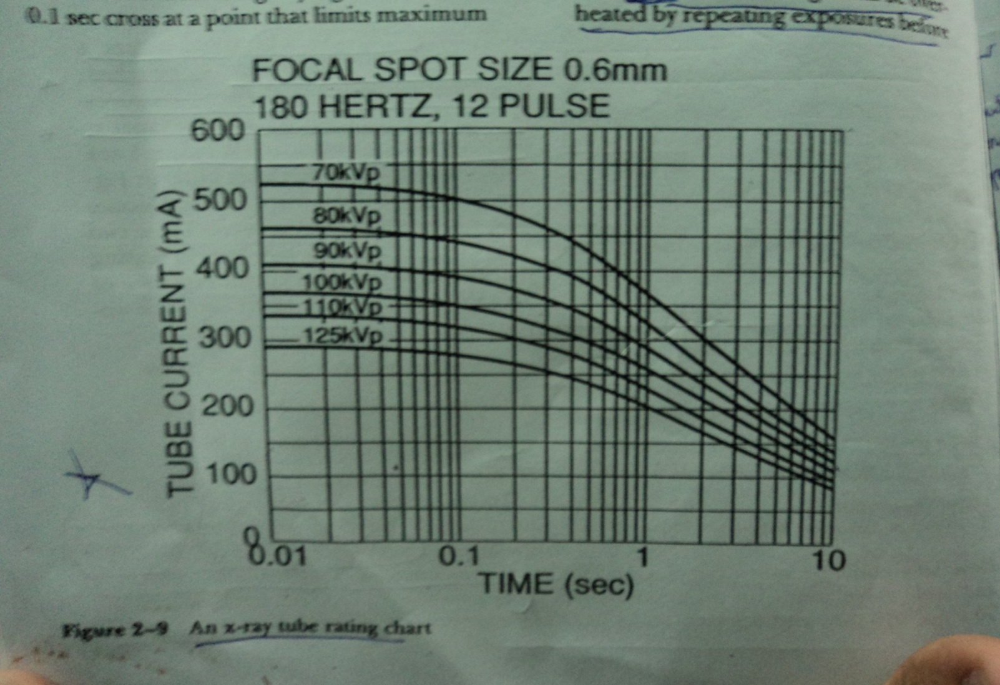 0.1 sec cross at a point that limits maximum
heated by repeating exposures before
FOCAL SPOT SIZE 0.6mm
180 HERTZ, 12 PULSE
600
500
400
300
200
100
0
TUBE CURRENT (mA)
70kVp
80kVp
90kVp
100kVp
110kVp
125kVp
0.01 0.1 1 10
TIME (sec)
Figure 2–9 An x-ray tube rating chart